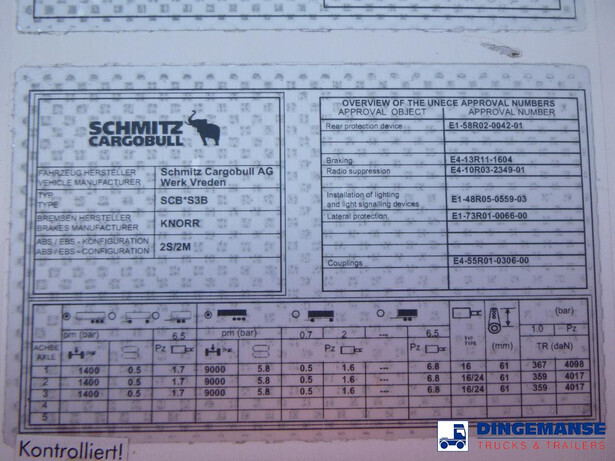 SCHMITZ
CARGOBULL
FAHRZEUG HERSTELLER
VEHICLE MANUFACTURER
Schmitz Cargobull AG
Werk Vreden
TYP
TYPE
SCB*S3B
BREMSEN HERSTELLER
BRAKES MANUFACTURER
KNORR
ABS / EBS - KONFIGURATION
ABS / EBS - CONFIGURATION
2S/2M
OVERVIEW OF THE UNECE APPROVAL NUMBERS
APPROVAL OBJECT APPROVAL NUMBER
Rear protection device E1-58R02-0042-01
Braking E4-13R11-1604
Radio suppression E4-10R03-2349-01
Installation of lighting
and light signalling devices E1-48R05-0559-03
Lateral protection E1-73R01-0066-00
Couplings E4-55R01-0306-00
(bar)
pm (bar) 6.5 pm (bar) 0.7 2 --- 6.5 1.0 Pz
ACHSE
AXLE
Pz Pz TYP
TYPE (mm) TR (daN)
1 1400 0.5 1.7 9000 5.8 0.5 1.6 --- 6.8 16 61 367 4098
2 1400 0.5 1.7 9000 5.8 0.5 1.6 --- 6.8 16/24 61 359 4017
3 1400 0.5 1.7 9000 5.8 0.5 1.6 --- 6.8 16/24 61 359 4017
4
5
Kontrolliert!
DINGEMANSE
TRUCKS & TRAILERS